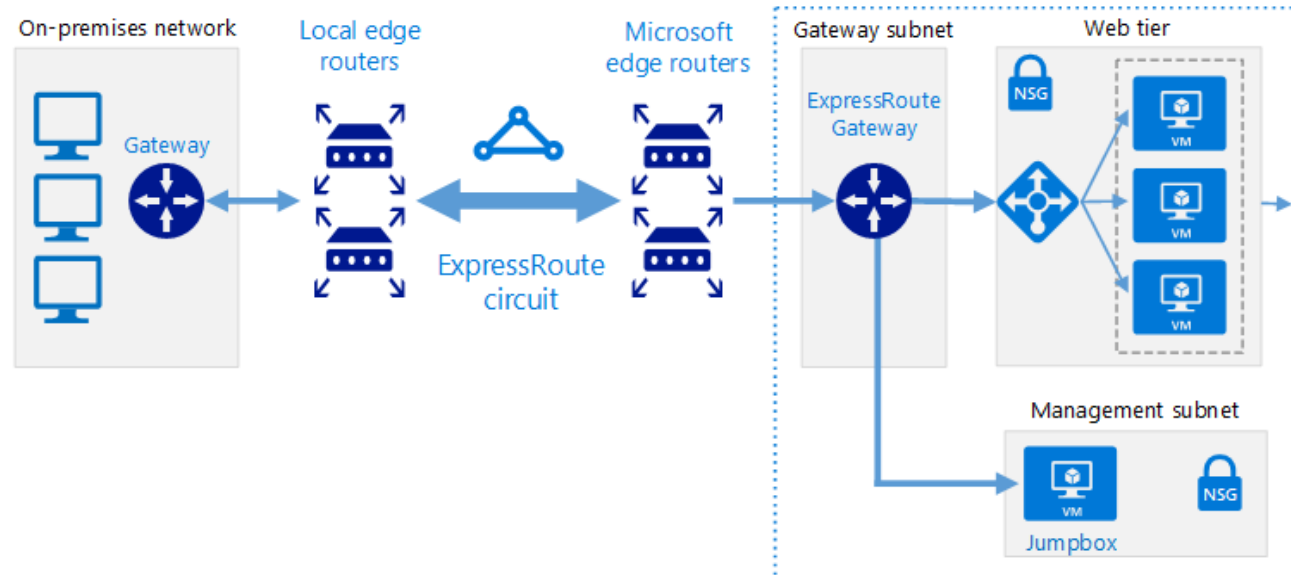 On-premises network
Gateway
Local edge
routers
ExpressRoute
circuit
Microsoft
edge routers
Gateway subnet
ExpressRoute
Gateway
Web tier
NSG
VM
VM
VM
Management subnet
VM
Jumpbox
NSG